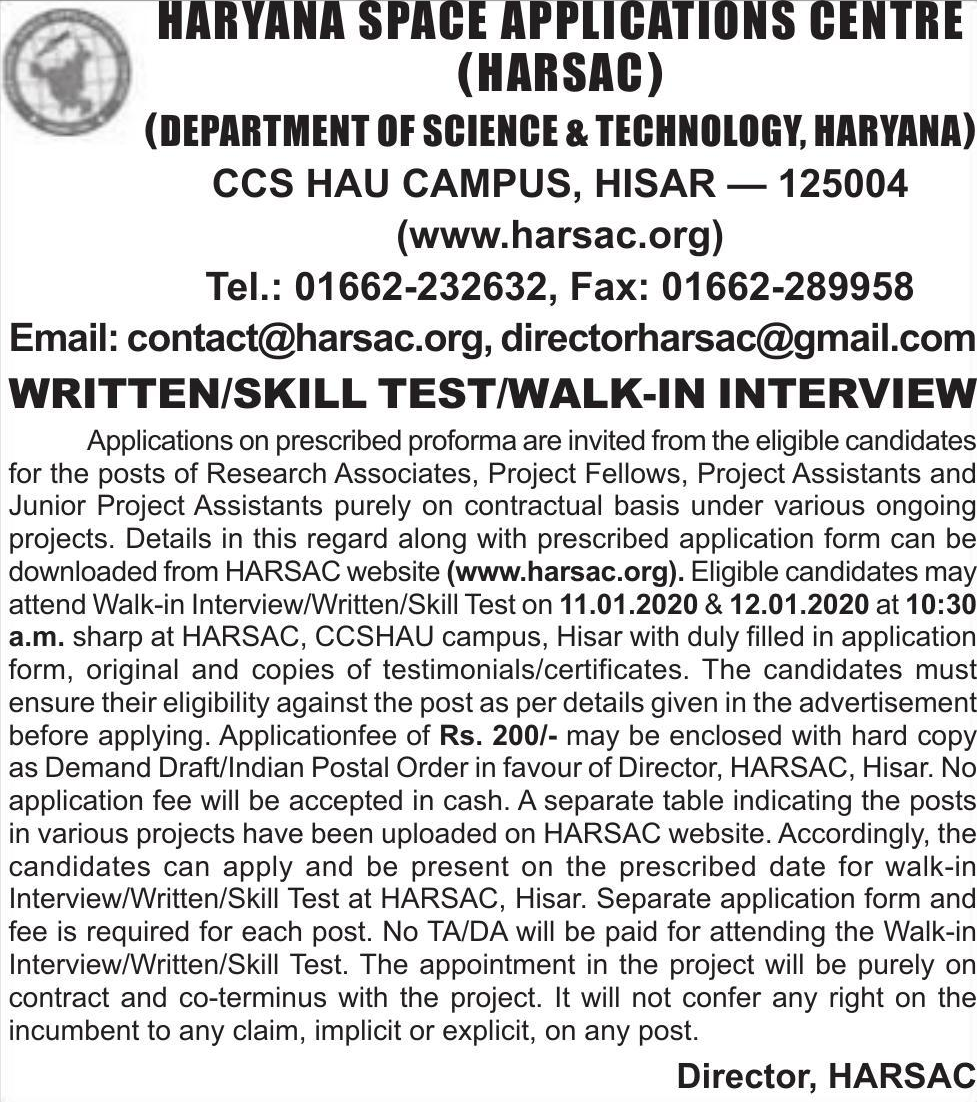 HARYANA SPACE APPLICATIONS CENTRE
(HARSAC)
(DEPARTMENT OF SCIENCE & TECHNOLOGY, HARYANA)
CCS HAU CAMPUS, HISAR — 125004
(www.harsac.org)
Tel.: 01662-232632, Fax: 01662-289958
Email: contact@harsac.org, directorharsac@gmail.com
WRITTEN/SKILL TEST/WALK-IN INTERVIEW
Applications on prescribed proforma are invited from the eligible candidates
for the posts of Research Associates, Project Fellows, Project Assistants and
Junior Project Assistants purely on contractual basis under various ongoing
projects. Details in this regard along with prescribed application form can be
downloaded from HARSAC website (www.harsac.org). Eligible candidates may
attend Walk-in Interview/Written/Skill Test on 11.01.2020 & 12.01.2020 at 10:30
a.m. sharp at HARSAC, CCSHAU campus, Hisar with duly filled in application
form, original and copies of testimonials/certificates. The candidates must
ensure their eligibility against the post as per details given in the advertisement
before applying. Applicationfee of Rs. 200/- may be enclosed with hard copy
as Demand Draft/Indian Postal Order in favour of Director, HARSAC, Hisar. No
application fee will be accepted in cash. A separate table indicating the posts
in various projects have been uploaded on HARSAC website. Accordingly, the
candidates can apply and be present on the prescribed date for walk-in
Interview/Written/Skill Test at HARSAC, Hisar. Separate application form and
fee is required for each post. No TA/DA will be paid for attending the Walk-in
Interview/Written/Skill Test. The appointment in the project will be purely on
contract and co-terminus with the project. It will not confer any right on the
incumbent to any claim, implicit or explicit, on any post.
Director, HARSAC